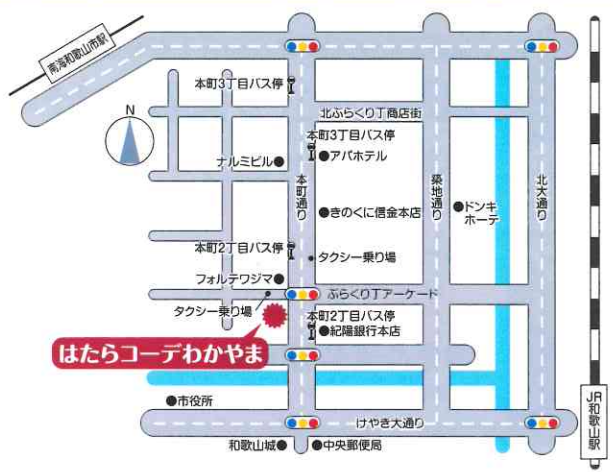 南海和歌山市駅
本町3丁目バス停
N
北ぶらくり丁商店街
本町3丁目バス停
アパホテル
ナルミビル
本町通り
築地通り
北大通り
きのくに信金本店
ドンキ
ホーテ
本町2丁目バス停
タクシー乗り場
フォルテワジマ
ぶらくり丁アーケード
タクシー乗り場
本町2丁目バス停
紀陽銀行本店
はたらコーデわかやま
市役所
けやき大通り
和歌山城
中央郵便局
JR和歌山駅